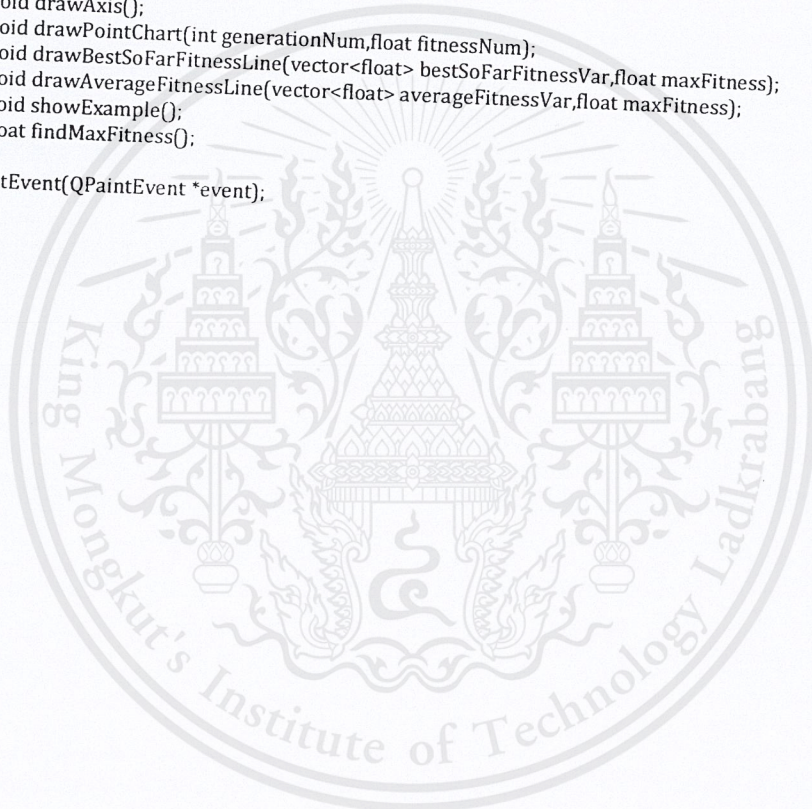 oid drawAxis();
oid drawPointChart(int generationNum,float fitnessNum);
oid drawBestSoFarFitnessLine(vector<float> bestSoFarFitnessVar,float maxFitness);
oid drawAverageFitnessLine(vector<float> averageFitnessVar,float maxFitness);
oid showExample();
oat findMaxFitness();
tEvent(QPaintEvent *event);
King Mongkut's Institute of Technology Ladkrabang